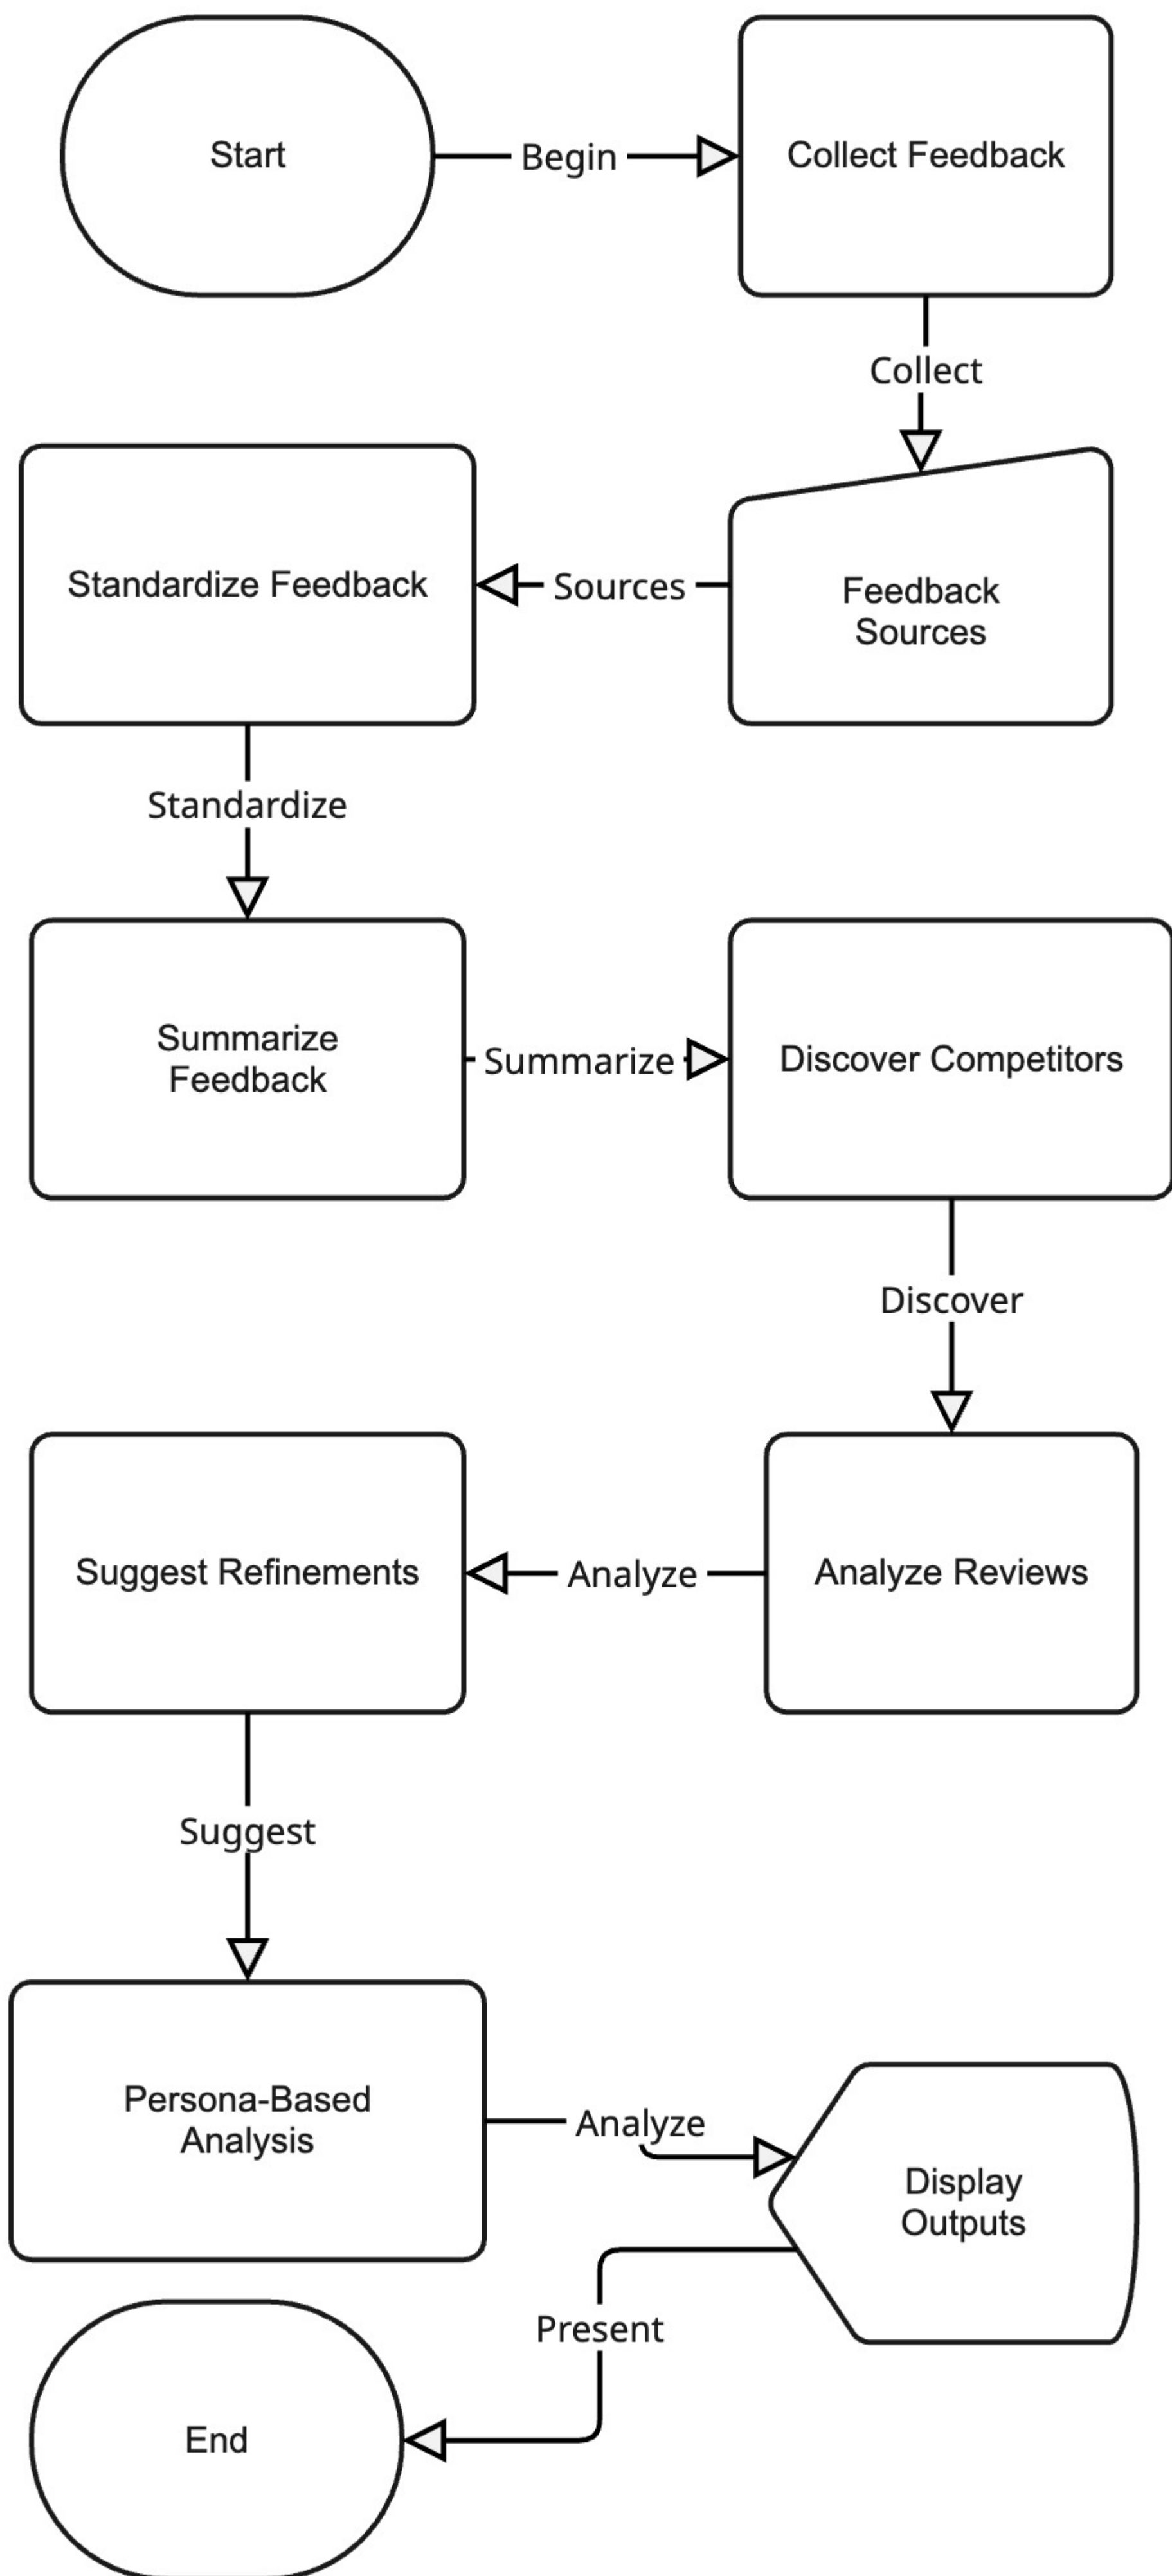 Start
Begin
Collect Feedback
Collect
Feedback
Sources
Sources
Standardize Feedback
Standardize
Summarize
Feedback
Summarize
Discover Competitors
Discover
Analyze Reviews
Analyze
Suggest Refinements
Suggest
Persona-Based
Analysis
Analyze
Display
Outputs
Present
End